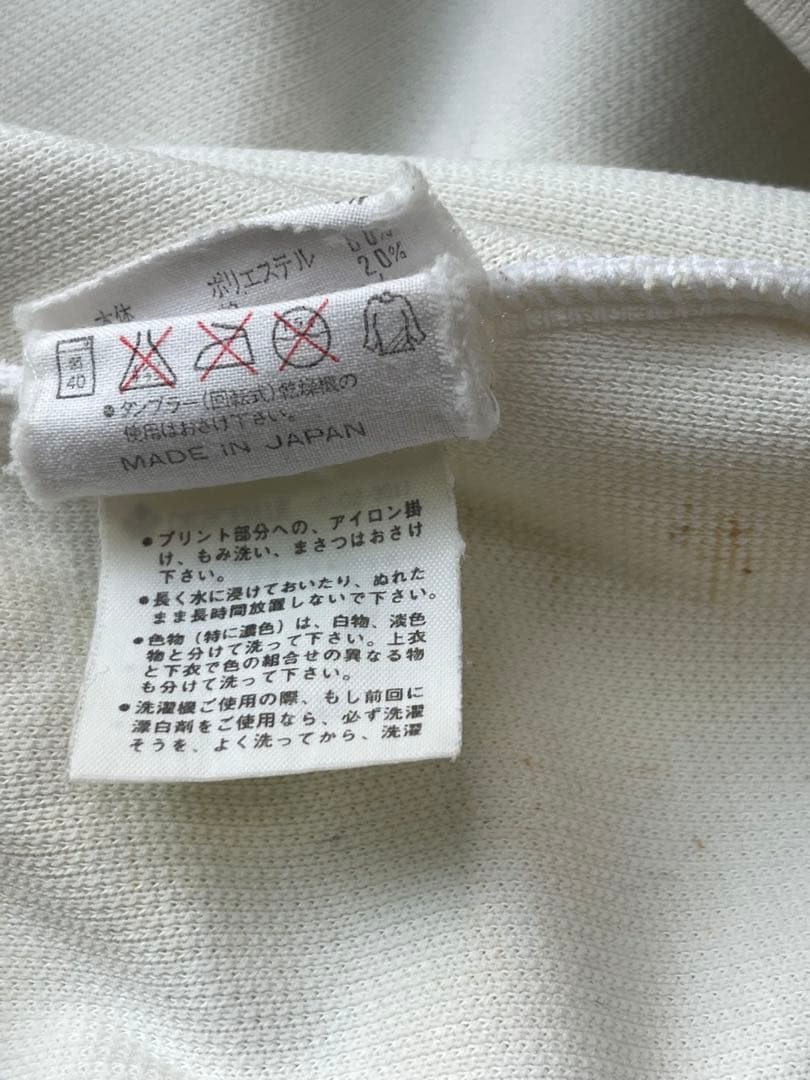 ポリエステル
20%
40
●タンブラー(回転式)乾燥機の
使用はおさけ下さい。
MADE IN JAPAN
●プリント部分への、アイロン掛
け、もみ洗い、まさつはおさけ
下さい。
●長く水に浸けておいたり、ぬれた
まま長時間放置しないで下さい。
●色物(特に濃色)は、白物、淡色
物と分けて洗って下さい。上衣
と下衣で色の組合せの異なる物
も分けて洗って下さい。
●洗濯機ご使用の際、もし前回に
漂白剤をご使用なら、必ず洗濯
そうを、よく洗ってから、洗濯